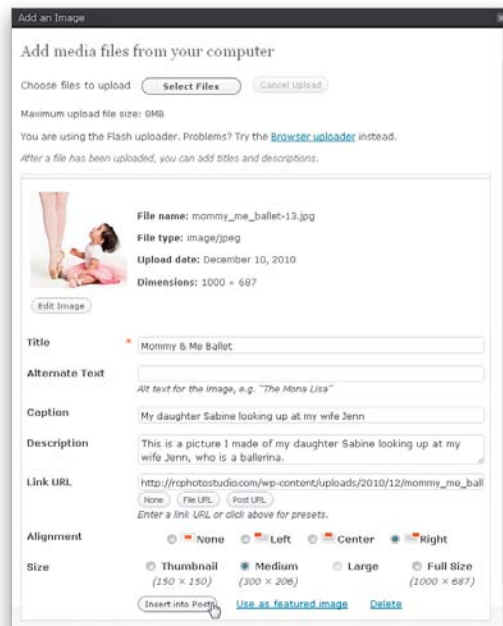 Add an Image
Add media files from your computer
Choose files to upload Select Files Cancel Upload
Maximum upload file size: 8MB
You are using the Flash uploader. Problems? Try the Browser uploader instead.
After a file has been uploaded, you can add titles and descriptions.
File name: mommy_me_ballet-13.jpg
File type: image/jpeg
Upload date: December 10, 2010
Dimensions: 1000 × 687
Edit Image
Title * Mommy & Me Ballet
Alternate Text
Alt text for the image, e.g. "The Mona Lisa"
Caption My daughter Sabine looking up at my wife Jenn
Description This is a picture I made of my daughter Sabine looking up at my
wife Jenn, who is a ballerina.
Link URL http://rcphotostudio.com/wp-content/uploads/2010/12/mommy_me_ball
None File URL Post URL
Enter a link URL or click above for presets.
Alignment None Left Center Right
Size Thumbnail Medium Large Full Size
(150 × 150) (300 × 206) (1000 × 687)
Insert into Post Use as featured image Delete